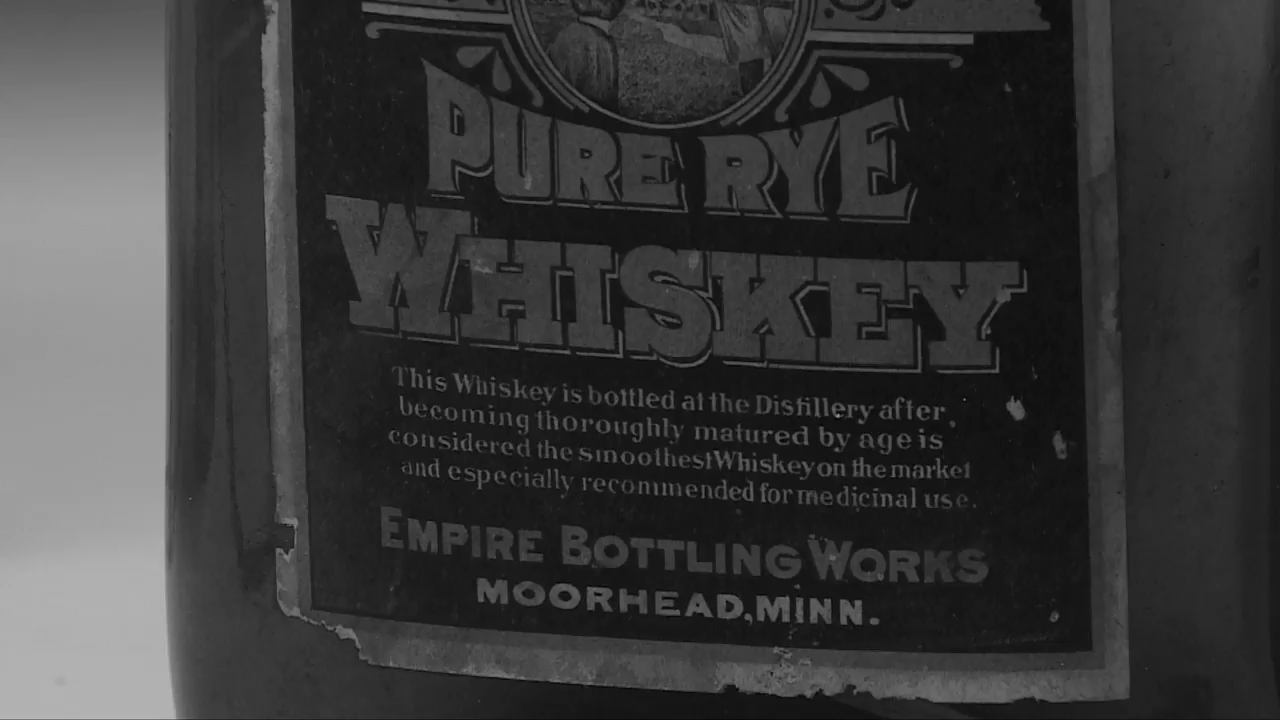 PURE RYE
WHISKEY
This Whiskey is bottled at the Distillery after,
becoming thoroughly matured by age is
considered the smoothest Whiskey on the market
and especially recommended for medicinal use.
EMPIRE BOTTLING WORKS
MOORHEAD, MINN.